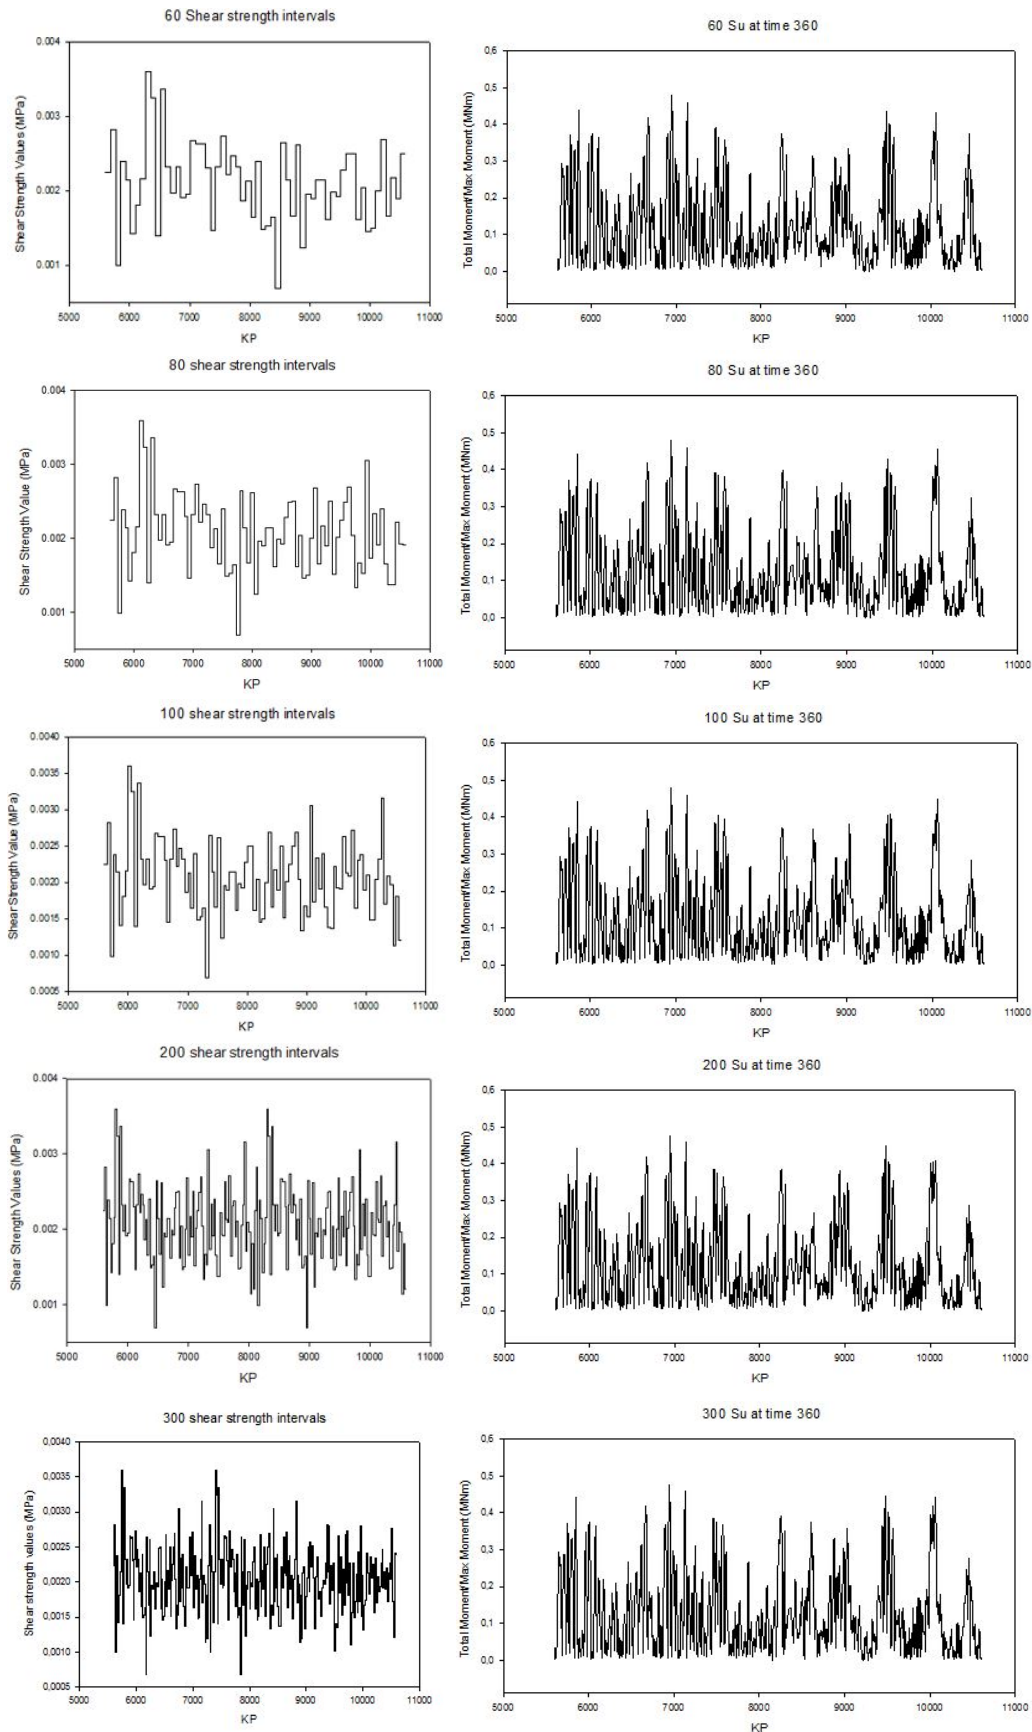 60 Shear strength intervals
0.004
0.003
0.002
0.001
Shear Strength Values (MPa)
5000 6000 7000 8000 9000 10000 11000
KP
60 Su at time 360
0,6
0,5
0,4
0,3
0,2
0,1
0,0
Total Moment/Max Moment (MNm)
5000 6000 7000 8000 9000 10000 11000
KP
80 shear strength intervals
0.004
0.003
0.002
0.001
Shear Strength Value (MPa)
5000 6000 7000 8000 9000 10000 11000
KP
80 Su at time 360
0,6
0,5
0,4
0,3
0,2
0,1
0,0
Total Moment/Max Moment (MNm)
5000 6000 7000 8000 9000 10000 11000
KP
100 shear strength intervals
0.0040
0.0035
0.0030
0.0025
0.0020
0.0015
0.0010
0.0005
Shear Strength Value (MPa)
5000 6000 7000 8000 9000 10000 11000
KP
100 Su at time 360
0,6
0,5
0,4
0,3
0,2
0,1
0,0
Total Moment/Max Moment (MNm)
5000 6000 7000 8000 9000 10000 11000
KP
200 shear strength intervals
0.004
0.003
0.002
0.001
Shear Strength Values (MPa)
5000 6000 7000 8000 9000 10000 11000
KP
200 Su at time 360
0,6
0,5
0,4
0,3
0,2
0,1
0,0
Total Moment/Max Moment (MNm)
5000 6000 7000 8000 9000 10000 11000
KP
300 shear strength intervals
0,0040
0,0035
0,0030
0,0025
0,0020
0,0015
0,0010
0,0005
Shear strength values (MPa)
5000 6000 7000 8000 9000 10000 11000
KP
300 Su at time 360
0,6
0,5
0,4
0,3
0,2
0,1
0,0
Total Moment/Max Moment (MNm)
5000 6000 7000 8000 9000 10000 11000
KP